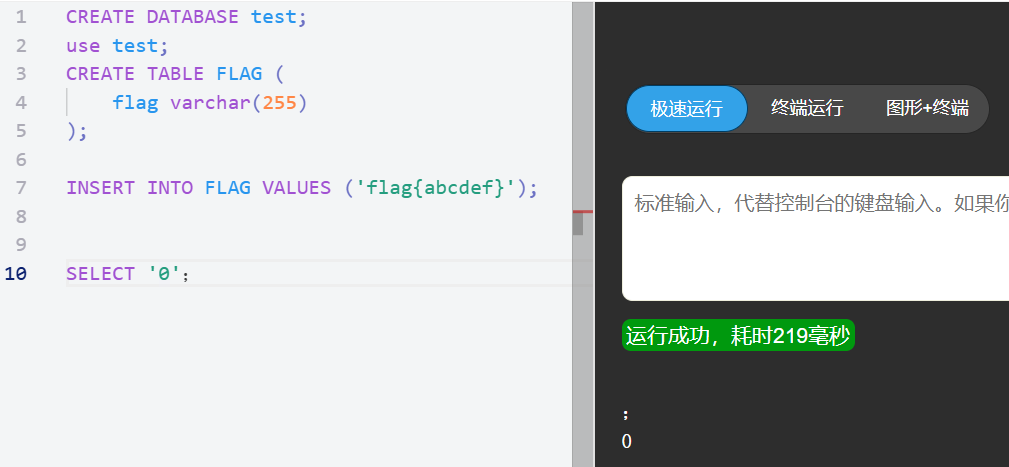 1 CREATE DATABASE test;
2 use test;
3 CREATE TABLE FLAG (
4     flag varchar(255)
5 );
6
7 INSERT INTO FLAG VALUES ('flag{abcdef}');
8
9
10 SELECT '0'；
极速运行 终端运行 图形+终端
标准输入，代替控制台的键盘输入。如果你
运行成功，耗时219毫秒
；
0